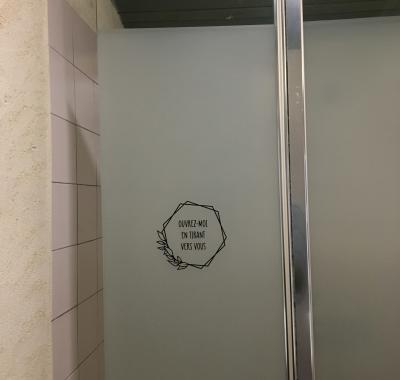 OUVREZ-MOI
EN TIRANT
VERS VOUS